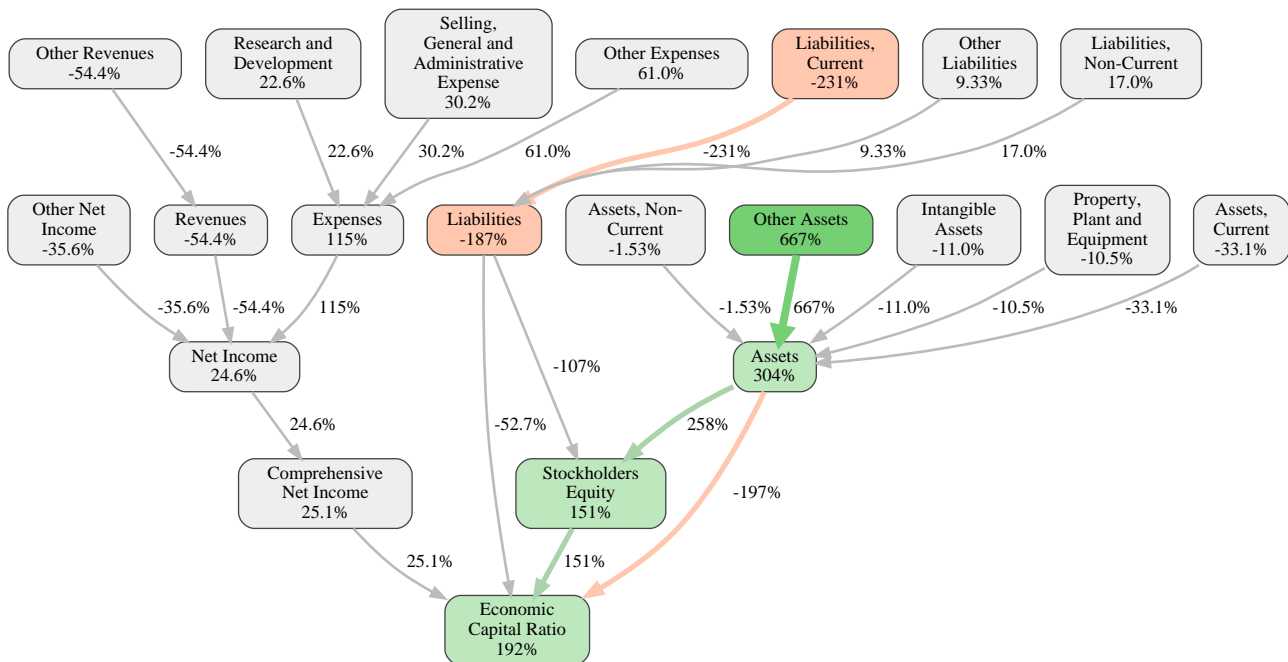 Other Revenues
-54.4%
Research and
Development
22.6%
Selling,
General and
Administrative
Expense
30.2%
Other Expenses
61.0%
Liabilities,
Current
-231%
Other
Liabilities
9.33%
Liabilities,
Non-Current
17.0%
-54.4%
22.6%
30.2%
61.0%
-231%
9.33%
17.0%
Other Net
Income
-35.6%
Revenues
-54.4%
Expenses
115%
Liabilities
-187%
Assets, Non-
Current
-1.53%
Other Assets
667%
Intangible
Assets
-11.0%
Property,
Plant and
Equipment
-10.5%
Assets,
Current
-33.1%
-35.6%
-54.4%
115%
-1.53%
667%
-11.0%
-10.5%
-33.1%
Net Income
24.6%
-107%
Assets
304%
24.6%
-52.7%
258%
Comprehensive
Net Income
25.1%
Stockholders
Equity
151%
-197%
25.1%
151%
Economic
Capital Ratio
192%